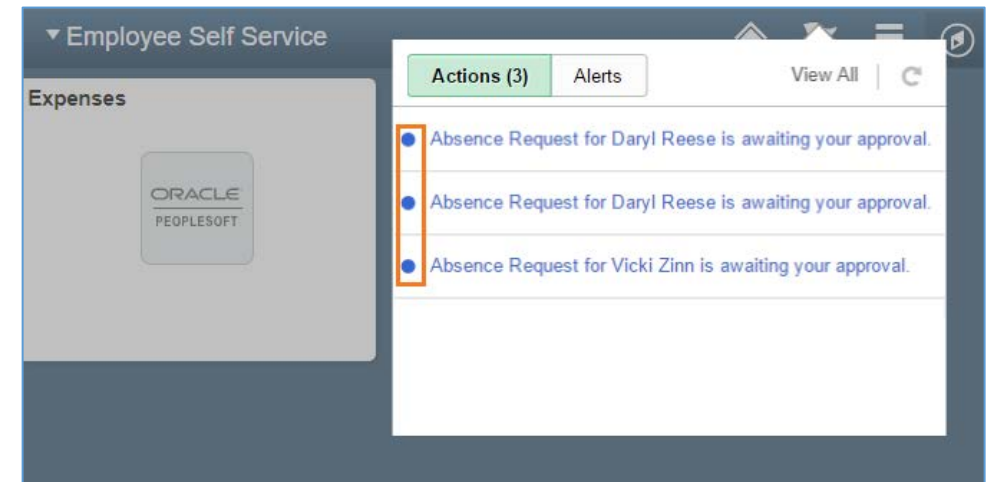 Employee Self Service
Expenses
ORACLE
PEOPLESOFT
Actions (3) Alerts View All
Absence Request for Daryl Reese is awaiting your approval.
Absence Request for Daryl Reese is awaiting your approval.
Absence Request for Vicki Zinn is awaiting your approval.